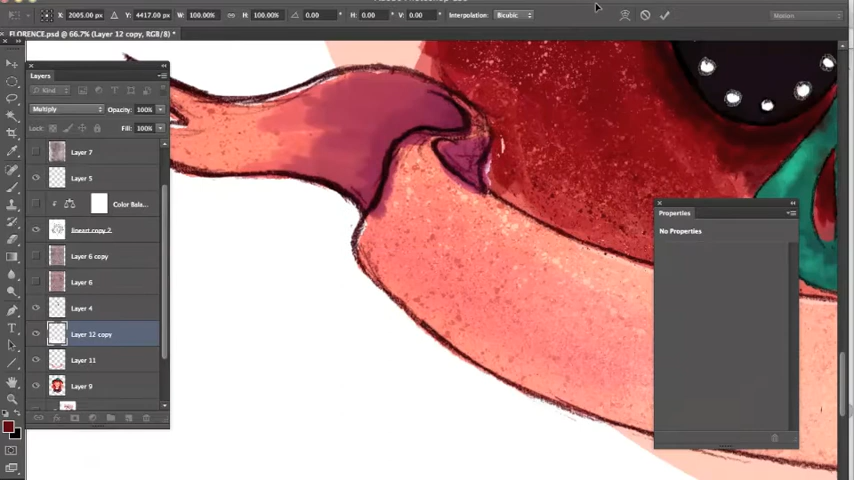 X: 2005.00 px Y: 4417.00 px W: 100.00% H: 100.00% 0.00 ° H: 0.00 ° V: 0.00 ° Interpolation: Bicubic Motion
× FLORENCE.psd @ 66.7% (Layer 12 copy, RGB/8) *
Layers
Kind
Multiply Opacity: 100%
Lock: Fill: 100%
Layer 7
Layer 5
Color Bala...
lineart copy 2
Layer 6 copy
Layer 6
Layer 4
Layer 12 copy
Layer 11
Layer 9
Properties
No Properties